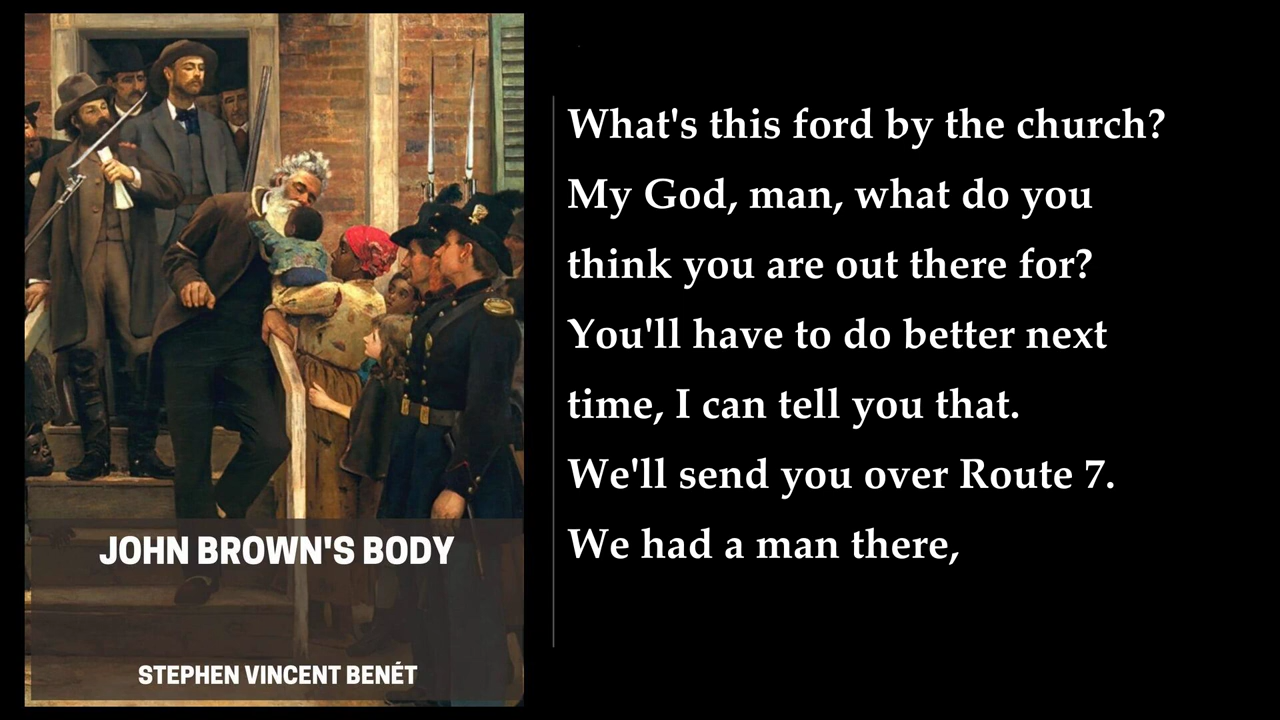 JOHN BROWN'S BODY
STEPHEN VINCENT BENÉT
What's this ford by the church?
My God, man, what do you
think you are out there for?
You'll have to do better next
time, I can tell you that.
We'll send you over Route 7.
We had a man there,